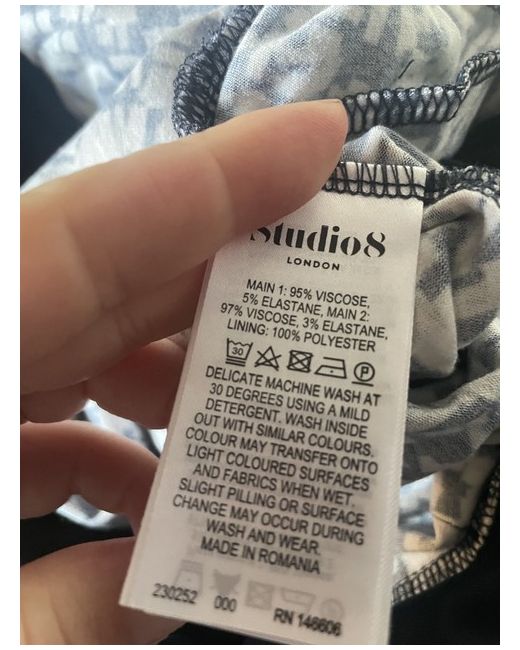 Studio8
LONDON
MAIN 1: 95% VISCOSE,
5% ELASTANE, MAIN 2:
97% VISCOSE, 3% ELASTANE,
LINING: 100% POLYESTER
30
DELICATE MACHINE WASH AT
30 DEGREES USING A MILD
DETERGENT. WASH INSIDE
OUT WITH SIMILAR COLOURS.
COLOUR MAY TRANSFER ONTO
LIGHT COLOURED SURFACES
AND FABRICS WHEN WET.
SLIGHT PILLING OR SURFACE
CHANGE MAY OCCUR DURING
WASH AND WEAR.
MADE IN ROMANIA
230252 000 RN 146606